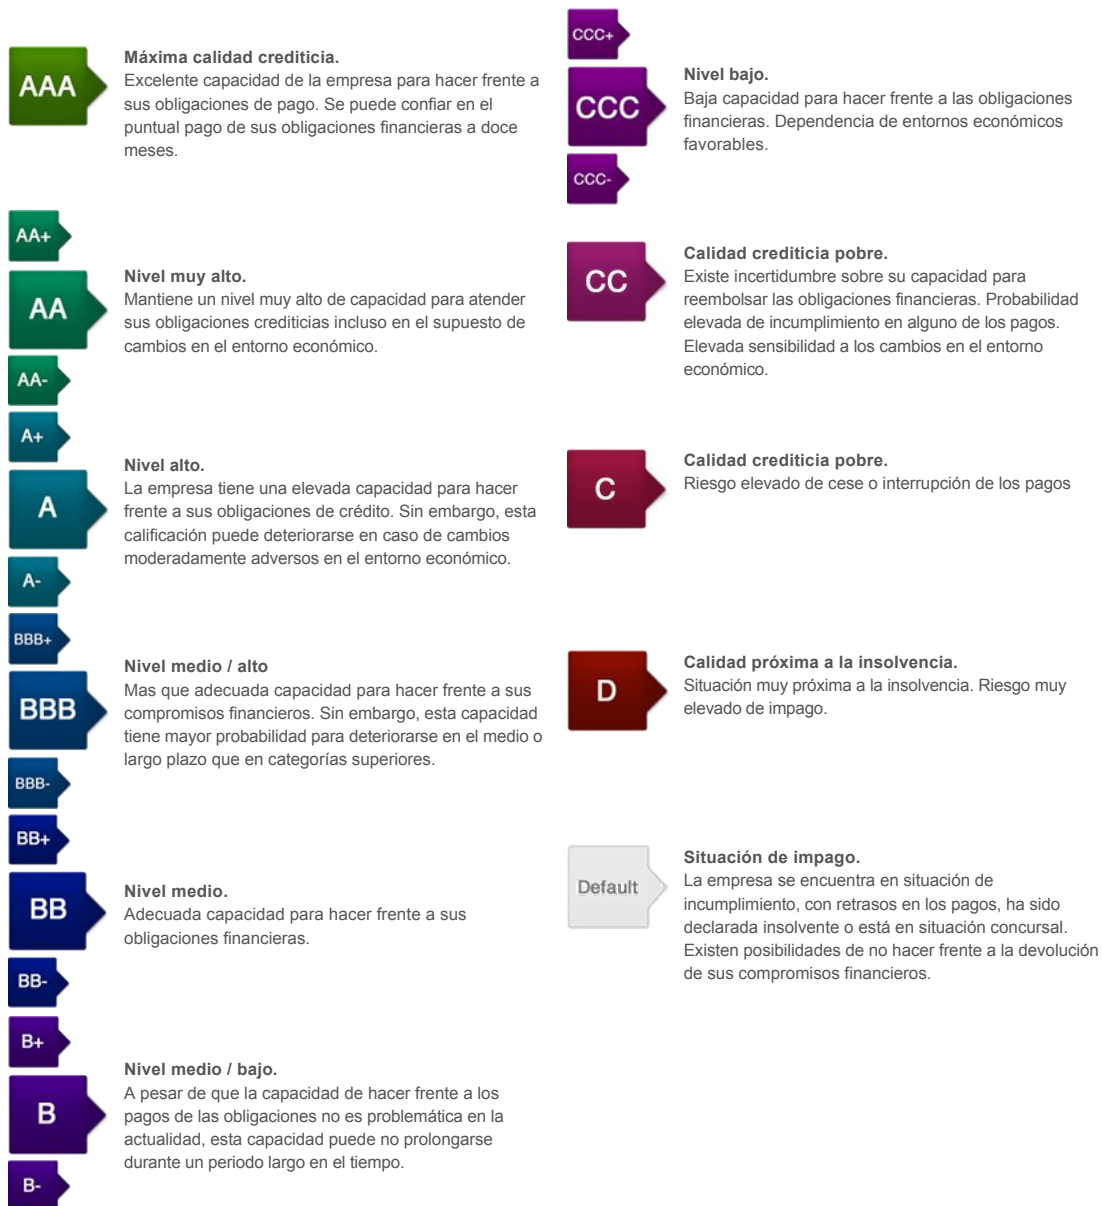 AAA
Máxima calidad crediticia.
Excelente capacidad de la empresa para hacer frente a
sus obligaciones de pago. Se puede confiar en el
puntual pago de sus obligaciones financieras a doce
meses.
AA+
AA
AA-
Nivel muy alto.
Mantiene un nivel muy alto de capacidad para atender
sus obligaciones crediticias incluso en el supuesto de
cambios en el entorno económico.
A+
A
A-
Nivel alto.
La empresa tiene una elevada capacidad para hacer
frente a sus obligaciones de crédito. Sin embargo, esta
calificación puede deteriorarse en caso de cambios
moderadamente adversos en el entorno económico.
BBB+
BBB
BBB-
Nivel medio / alto
Mas que adecuada capacidad para hacer frente a sus
compromisos financieros. Sin embargo, esta capacidad
tiene mayor probabilidad para deteriorarse en el medio o
largo plazo que en categorías superiores.
BB+
BB
BB-
Nivel medio.
Adecuada capacidad para hacer frente a sus
obligaciones financieras.
B+
B
B-
Nivel medio / bajo.
A pesar de que la capacidad de hacer frente a los
pagos de las obligaciones no es problemática en la
actualidad, esta capacidad puede no prolongarse
durante un periodo largo en el tiempo.
CCC+
CCC
CCC-
Nivel bajo.
Baja capacidad para hacer frente a las obligaciones
financieras. Dependencia de entornos económicos
favorables.
CC
Calidad crediticia pobre.
Existe incertidumbre sobre su capacidad para
reembolsar las obligaciones financieras. Probabilidad
elevada de incumplimiento en alguno de los pagos.
Elevada sensibilidad a los cambios en el entorno
económico.
C
Calidad crediticia pobre.
Riesgo elevado de cese o interrupción de los pagos
D
Calidad próxima a la insolvencia.
Situación muy próxima a la insolvencia. Riesgo muy
elevado de impago.
Default
Situación de impago.
La empresa se encuentra en situación de
incumplimiento, con retrasos en los pagos, ha sido
declarada insolvente o está en situación concursal.
Existen posibilidades de no hacer frente a la devolución
de sus compromisos financieros.